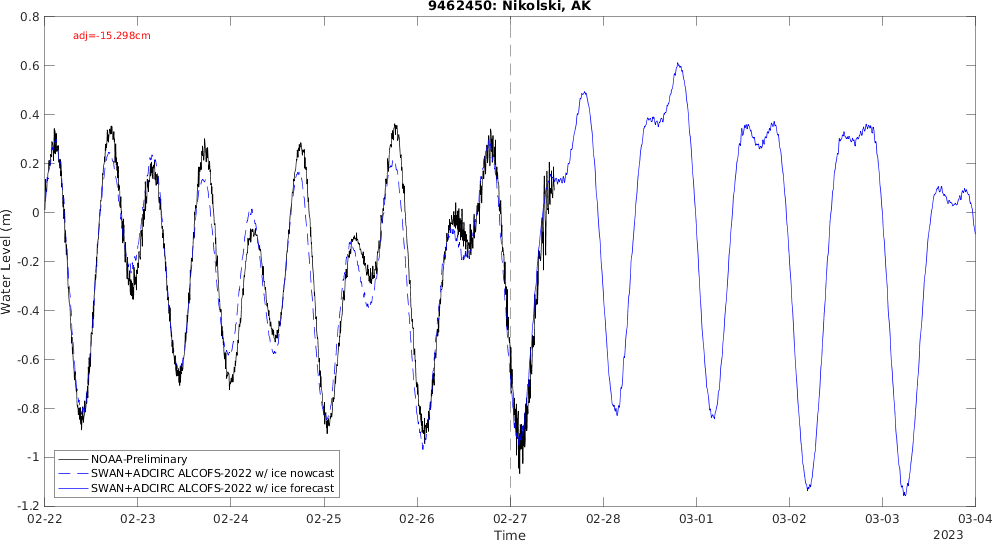 9462450: Nikolski, AK
adj=-15.298cm
0.8
0.6
0.4
0.2
0
-0.2
-0.4
-0.6
-0.8
-1
-1.2
Water Level (m)
NOAA-Preliminary
SWAN+ADCIRC ALCOFS-2022 w/ ice nowcast
SWAN+ADCIRC ALCOFS-2022 w/ ice forecast
02-22 02-23 02-24 02-25 02-26 02-27 02-28 03-01 03-02 03-03 03-04
Time
2023